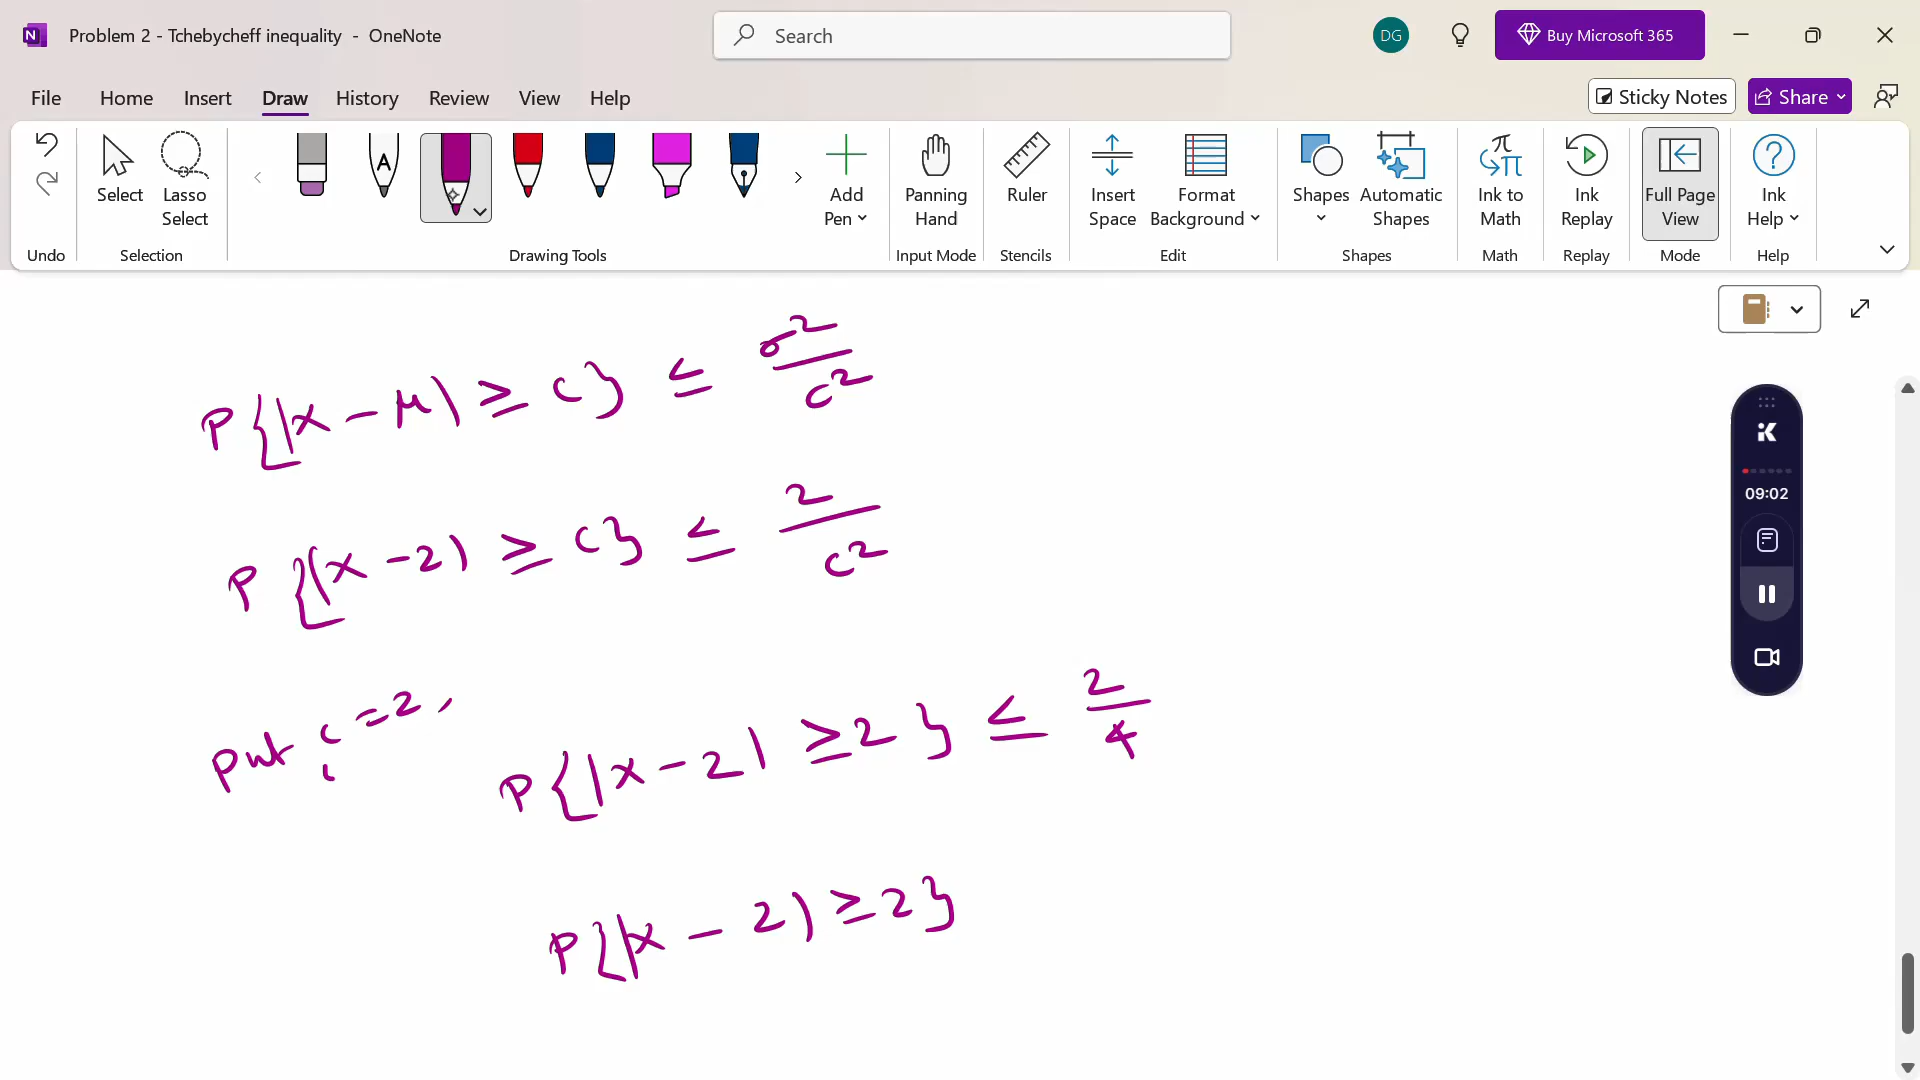 Problem 2 - Tchebycheff inequality - OneNote
Search
DG
Buy Microsoft 365
File Home Insert Draw History Review View Help
Sticky Notes
Share
Select
Lasso Select
A
Add Pen
Panning Hand
Ruler
Insert Space
Format Background
Shapes
Automatic Shapes
Ink to Math
Ink Replay
Full Page View
Ink Help
Undo Selection Drawing Tools Input Mode Stencils Edit Shapes Math Replay Mode Help
P{|x - μ| ≥ c} ≤ σ²/c²
P{|x - 2| ≥ c} ≤ 2/c²
09:02
put c = 2,
P{|x - 2| ≥ 2} ≤ 2/4
P{|x - 2| ≥ 2}